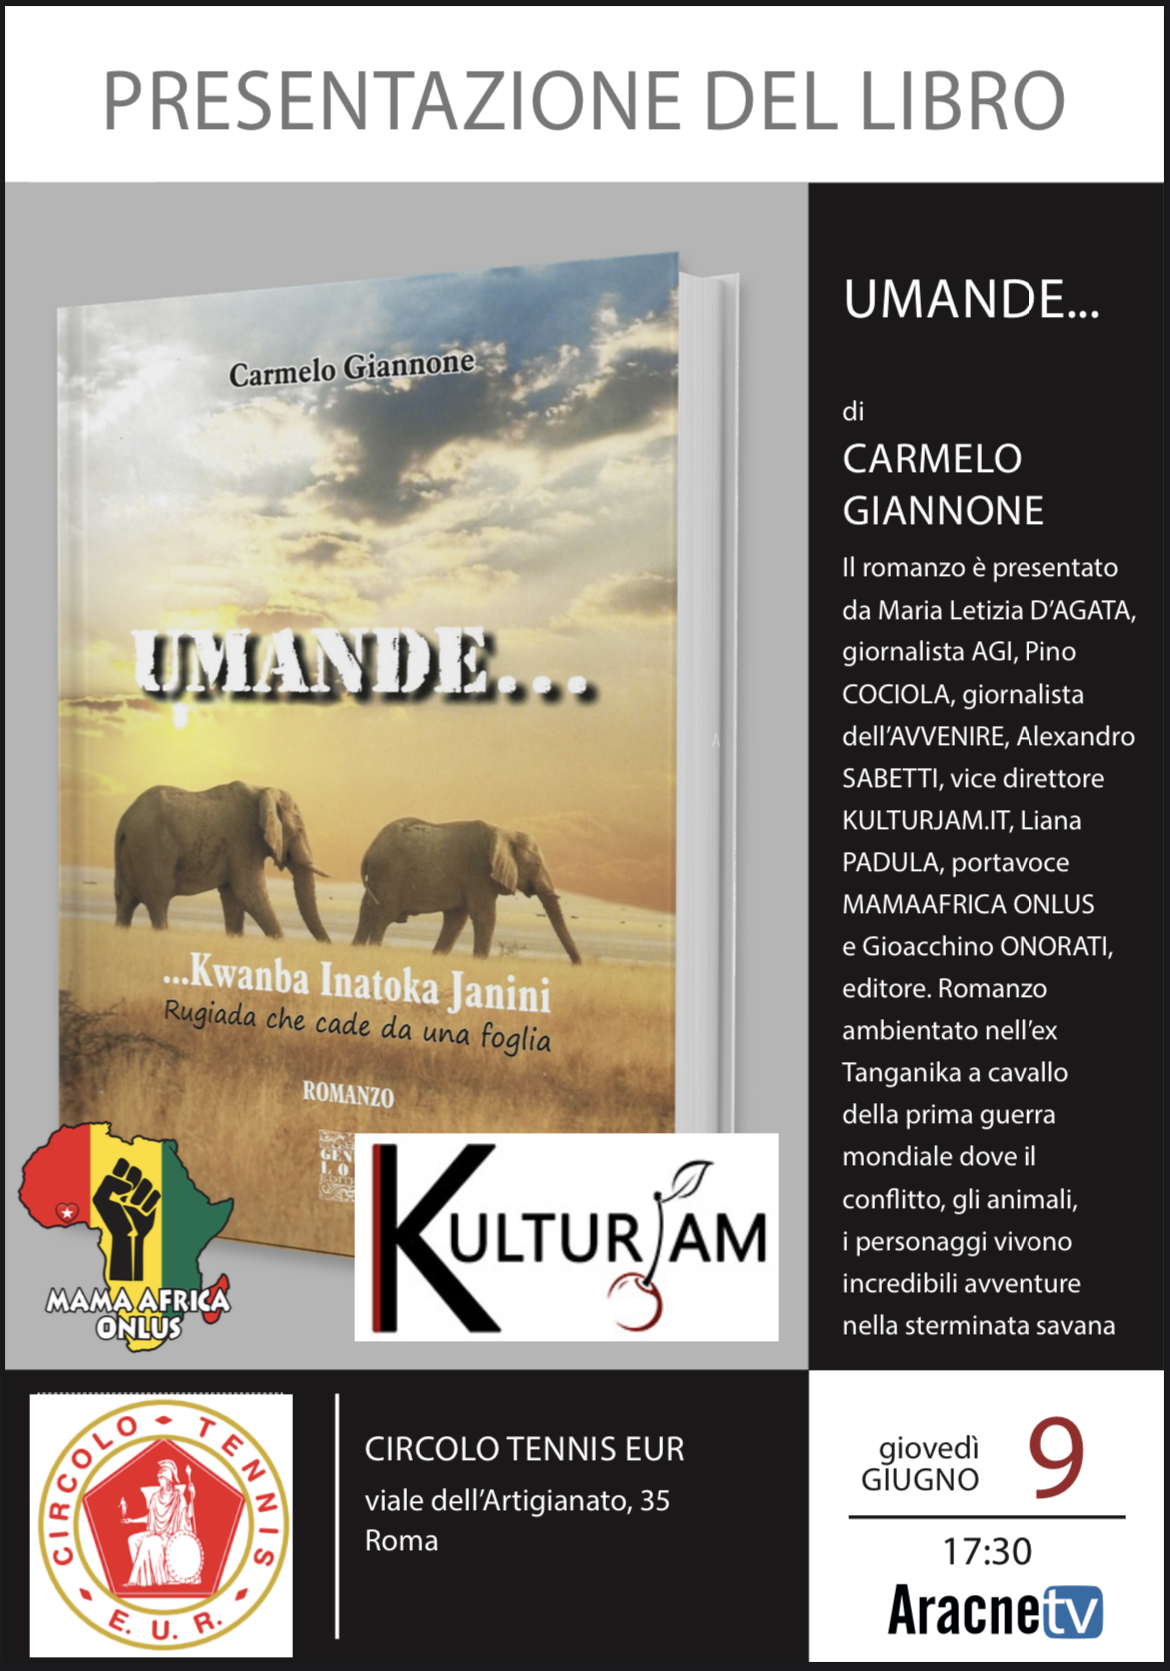 PRESENTAZIONE DEL LIBRO
Carmelo Giannone
UMANDE...
...Kwanba Inatoka Janini
Rugiada che cade da una foglia
ROMANZO
MAMA AFRICA
ONLUS
KULTURJAM
UMANDE...
di
CARMELO
GIANNONE
Il romanzo è presentato
da Maria Letizia D’AGATA,
giornalista AGI, Pino
COCIOLA, giornalista
dell’AVVENIRE, Alexandro
SABETTI, vice direttore
KULTURJAM.IT, Liana
PADULA, portavoce
MAMAAFRICA ONLUS
e Gioacchino ONORATI,
editore. Romanzo
ambientato nell’ex
Tanganika a cavallo
della prima guerra
mondiale dove il
conflitto, gli animali,
i personaggi vivono
incredibili avventure
nella sterminata savana
CIRCOLO TENNIS
E. U. R.
CIRCOLO TENNIS EUR
viale dell’Artigianato, 35
Roma
giovedì
GIUGNO 9
17:30
Aracne tv